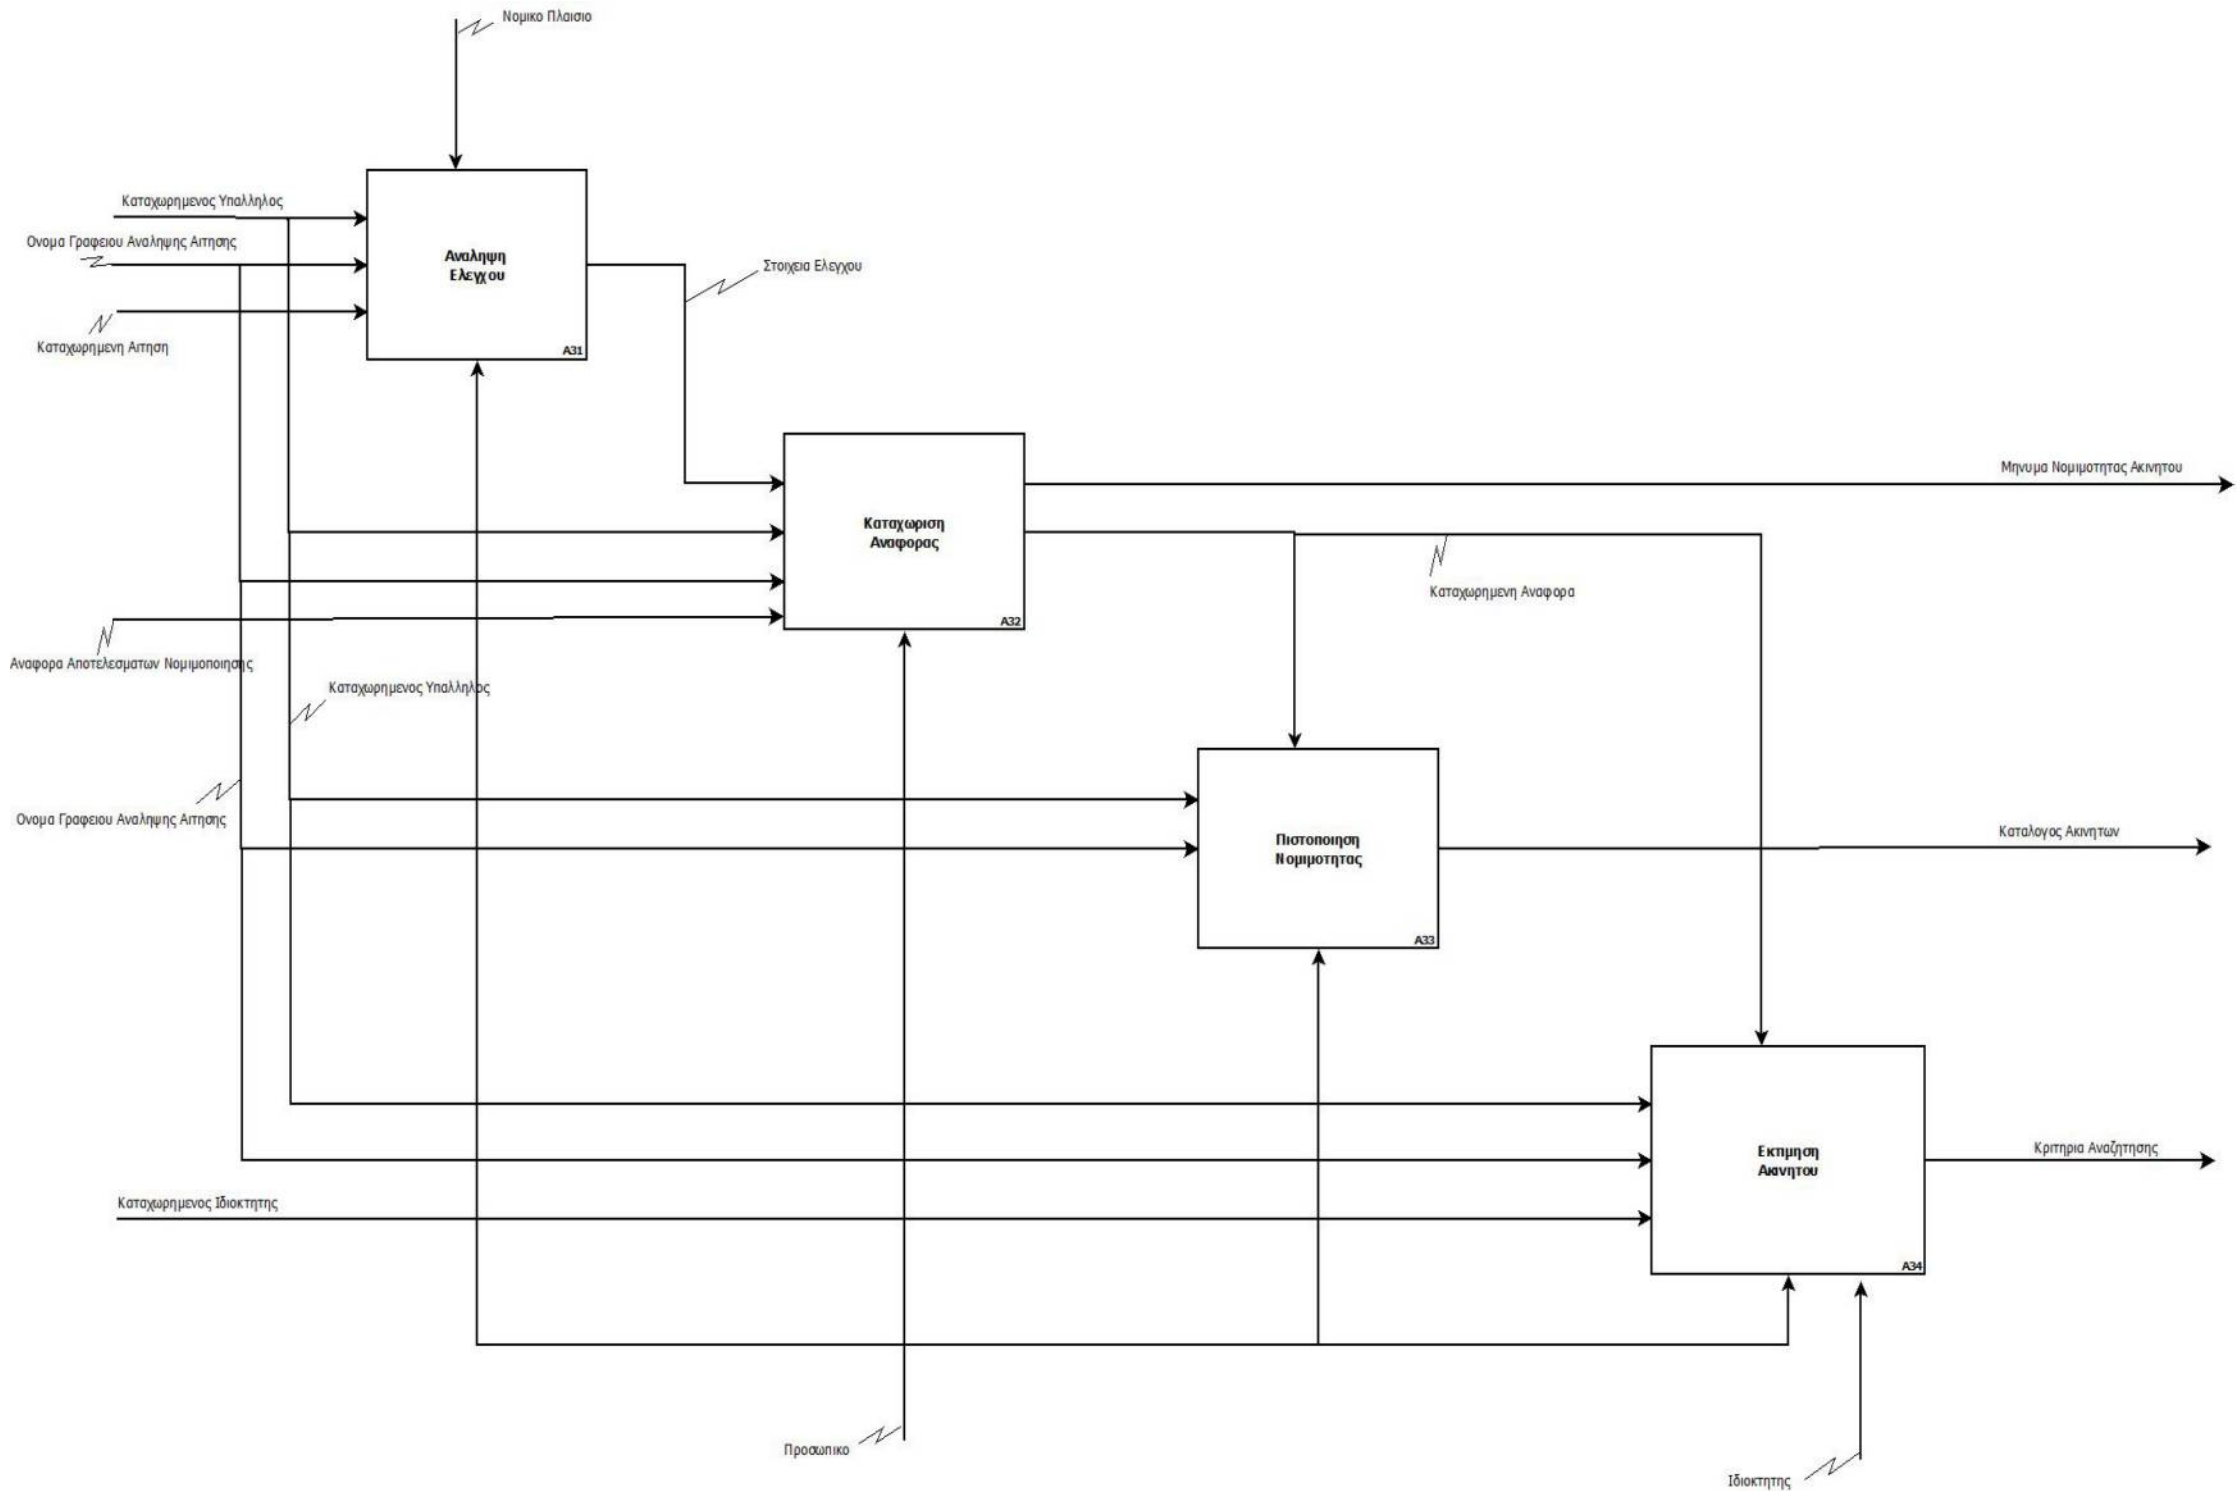 Νομικο Πλαισιο
Καταχωρημενος Υπαλληλος
Ονομα Γραφειου Αναληψης Αιτησης
Αναληψη
Ελεγχου
Στοιχεια Ελεγχου
Καταχωρημενη Αιτηση
A31
Μηνυμα Νομιμοτητας Ακινητου
Καταχωριση
Αναφορας
Καταχωρημενη Αναφορα
A32
Αναφορα Αποτελεσματων Νομιμοποιησης
Καταχωρημενος Υπαλληλος
Ονομα Γραφειου Αναληψης Αιτησης
Πιστοποιηση
Νομιμοτητας
Καταλογος Ακινητων
A33
Εκτιμηση
Ακινητου
Κριτηρια Αναζητησης
Καταχωρημενος Ιδιοκτητης
A34
Προσωπικο
Ιδιοκτητης